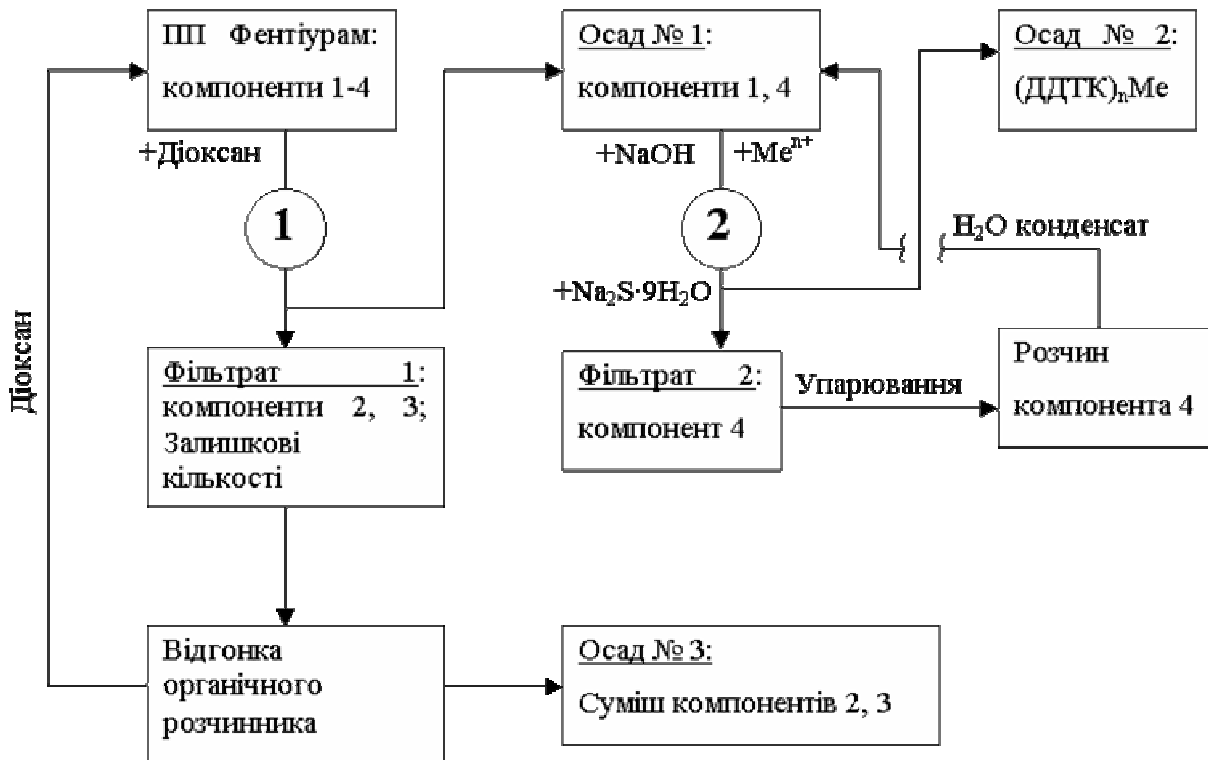 ПП Фентіурам:
компоненти 1-4
Осад № 1:
компоненти 1, 4
Осад № 2:
(ДДТК)ₙMe
+Діоксан
+NaOH
+Meⁿ⁺
1
2
H₂O конденсат
+Na₂S·9H₂O
Діоксан
Фільтрат 1:
компоненти 2, 3;
Залишкові
кількості
Фільтрат 2:
компонент 4
Упарювання
Розчин
компонента 4
Відгонка
органічного
розчинника
Осад № 3:
Суміш компонентів 2, 3